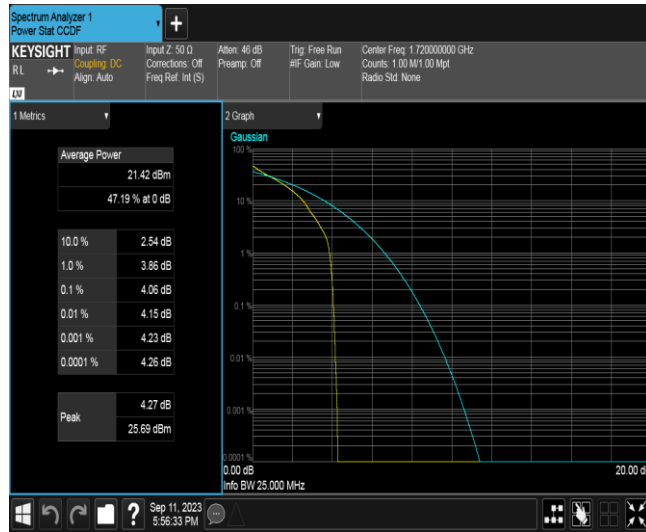 Spectrum Analyzer 1
Power Stat CCDF
KEYSIGHT
RL
LXI
Input: RF
Coupling: DC
Align: Auto
Input Z: 50 Ω
Corrections: Off
Freq Ref: Int (S)
Atten: 46 dB
Preamp: Off
Trig: Free Run
#IF Gain: Low
Center Freq: 1.720000000 GHz
Counts: 1.00 M/1.00 Mpt
Radio Std: None
1 Metrics
Average Power
21.42 dBm
47.19 % at 0 dB
10.0 % 2.54 dB
1.0 % 3.86 dB
0.1 % 4.06 dB
0.01 % 4.15 dB
0.001 % 4.23 dB
0.0001 % 4.26 dB
Peak
4.27 dB
25.69 dBm
2 Graph
Gaussian
100 %
10 %
1 %
0.1 %
0.01 %
0.001 %
0.0001 %
0.00 dB
20.00 d
Info BW 25.000 MHz
Sep 11, 2023
5:56:33 PM